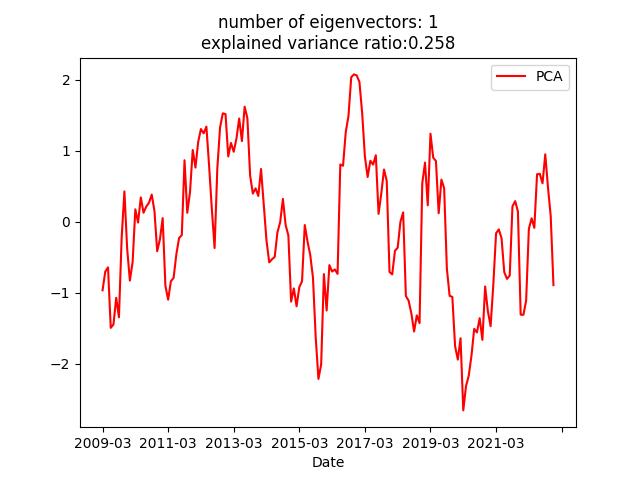 number of eigenvectors: 1
explained variance ratio:0.258
PCA
2
1
0
−1
−2
2009-03 2011-03 2013-03 2015-03 2017-03 2019-03 2021-03
Date